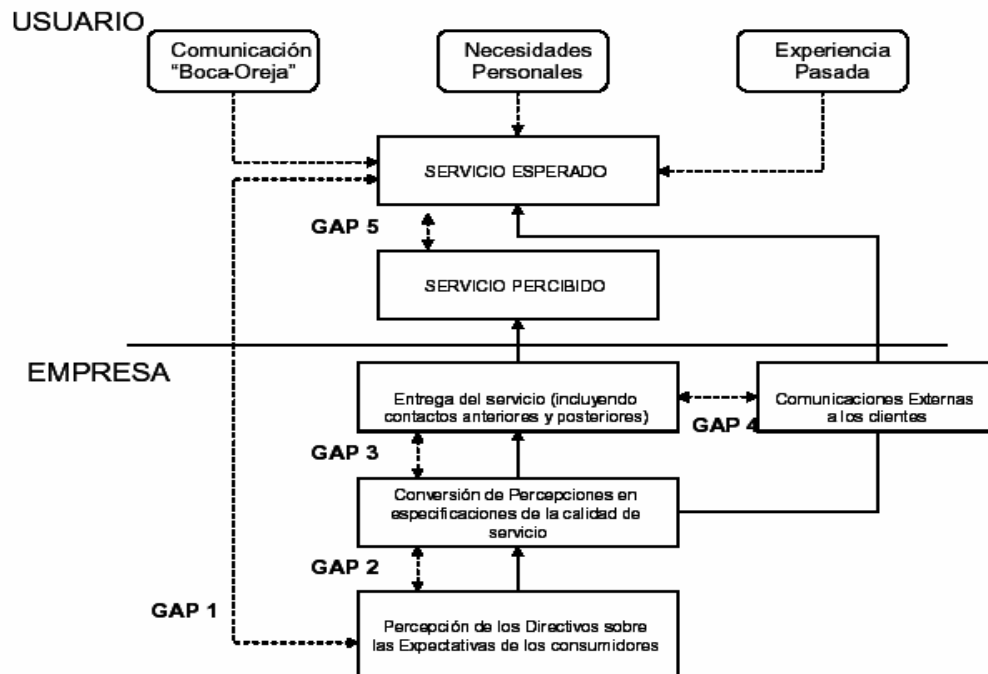 USUARIO
Comunicación
“Boca-Oreja”
Necesidades
Personales
Experiencia
Pasada
SERVICIO ESPERADO
GAP 5
SERVICIO PERCIBIDO
EMPRESA
Entrega del servicio (incluyendo
contactos anteriores y posteriores)
GAP 4
Comunicaciones Externas
a los clientes
GAP 3
Conversión de Percepciones en
especificaciones de la calidad de
servicio
GAP 2
GAP 1
Percepción de los Directivos sobre
las Expectativas de los consumidores